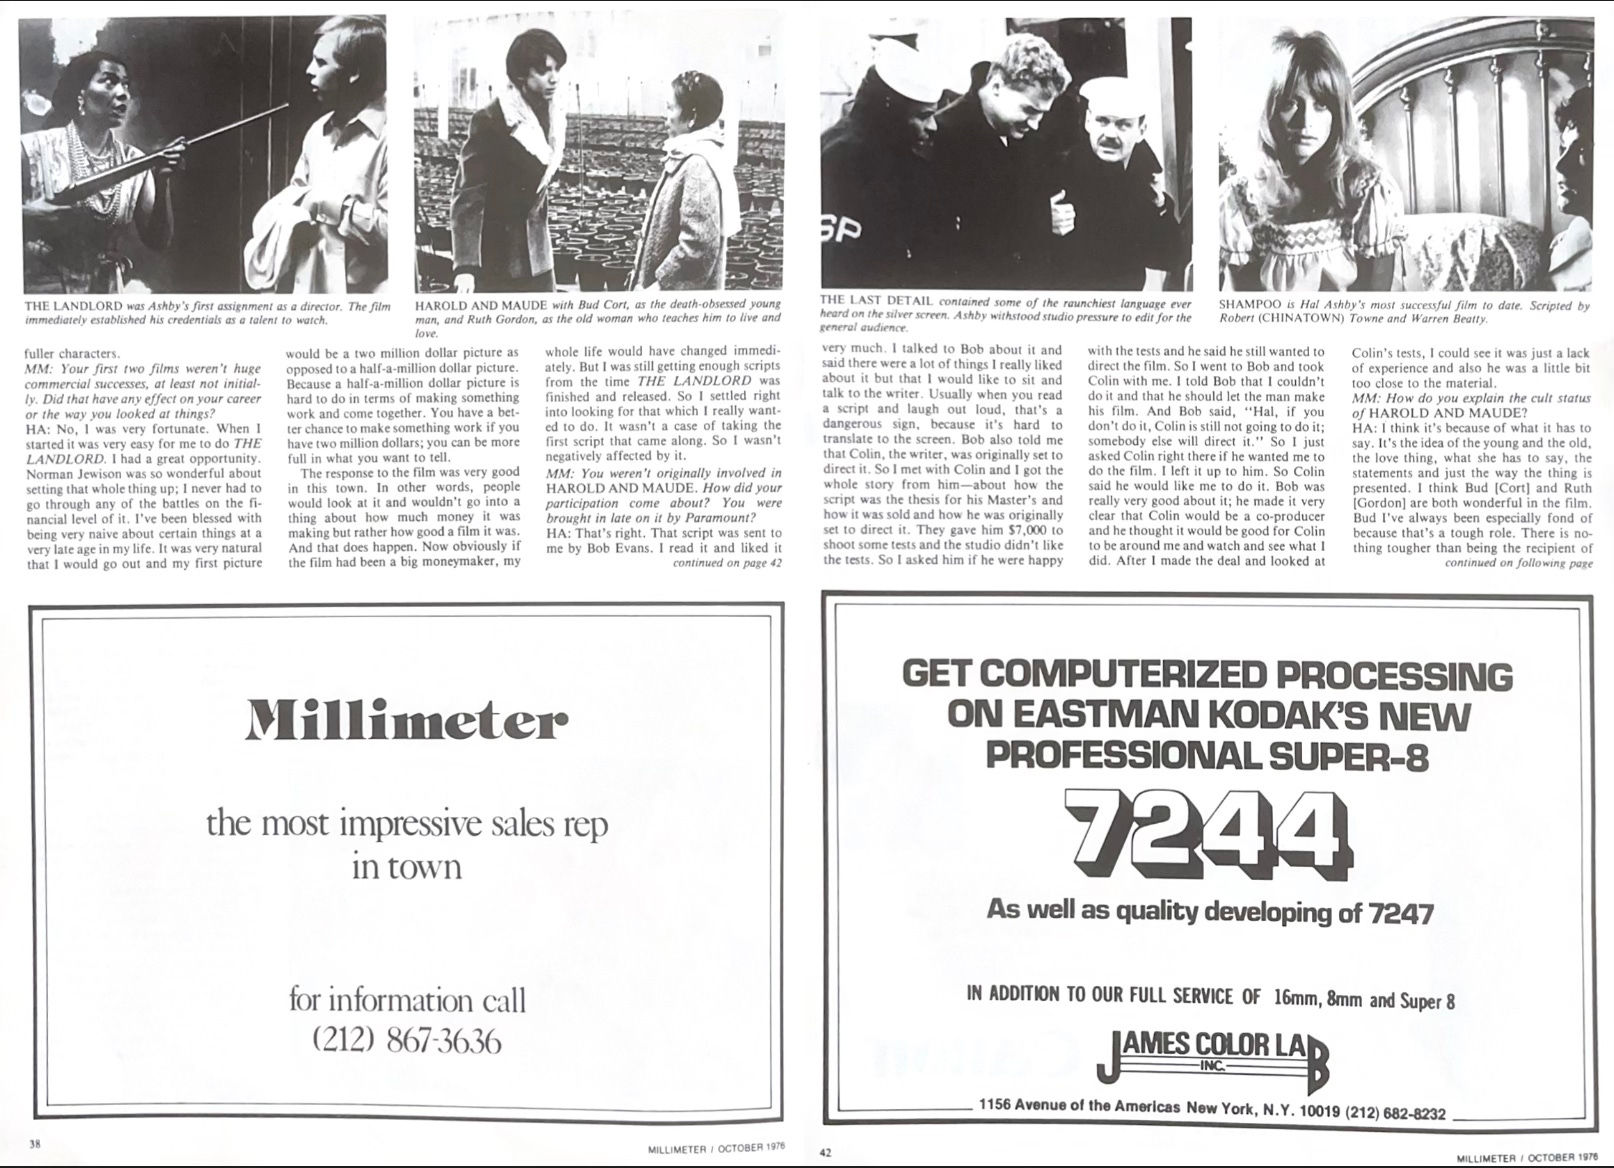 THE LANDLORD was Ashby's first assignment as a director. The film
immediately established his credentials as a talent to watch.
HAROLD AND MAUDE with Bud Cort, as the death-obsessed young
man, and Ruth Gordon, as the old woman who teaches him to live and
love.
fuller characters.
MM: Your first two films weren't huge
commercial successes, at least not initial-
ly. Did that have any effect on your career
or the way you looked at things?
HA: No, I was very fortunate. When I
started it was very easy for me to do THE
LANDLORD. I had a great opportunity.
Norman Jewison was so wonderful about
setting that whole thing up; I never had to
go through any of the battles on the fi-
nancial level of it. I've been blessed with
being very naive about certain things at a
very late age in my life. It was very natural
that I would go out and my first picture
would be a two million dollar picture as
opposed to a half-a-million dollar picture.
Because a half-a-million dollar picture is
hard to do in terms of making something
work and come together. You have a bet-
ter chance to make something work if you
have two million dollars; you can be more
full in what you want to tell.
The response to the film was very good
in this town. In other words, people
would look at it and wouldn't go into a
thing about how much money it was
making but rather how good a film it was.
And that does happen. Now obviously if
the film had been a big moneymaker, my
whole life would have changed immedi-
ately. But I was still getting enough scripts
from the time THE LANDLORD was
finished and released. So I settled right
into looking for that which I really want-
ed to do. It wasn't a case of taking the
first script that came along. So I wasn't
negatively affected by it.
MM: You weren't originally involved in
HAROLD AND MAUDE. How did your
participation come about? You were
brought in late on it by Paramount?
HA: That's right. That script was sent to
me by Bob Evans. I read it and liked it
continued on page 42
Millimeter
the most impressive sales rep
in town
for information call
(212) 867-3636
38
MILLIMETER / OCTOBER 1976
SP
THE LAST DETAIL contained some of the raunchiest language ever
heard on the silver screen. Ashby withstood studio pressure to edit for the
general audience.
SHAMPOO is Hal Ashby's most successful film to date. Scripted by
Robert (CHINATOWN) Towne and Warren Beatty.
very much. I talked to Bob about it and
said there were a lot of things I really liked
about it but that I would like to sit and
talk to the writer. Usually when you read
a script and laugh out loud, that's a
dangerous sign, because it's hard to
translate to the screen. Bob also told me
that Colin, the writer, was originally set to
direct it. So I met with Colin and I got the
whole story from him—about how the
script was the thesis for his Master's and
how it was sold and how he was originally
set to direct it. They gave him $7,000 to
shoot some tests and the studio didn't like
the tests. So I asked him if he were happy
with the tests and he said he still wanted to
direct the film. So I went to Bob and took
Colin with me. I told Bob that I couldn't
do it and that he should let the man make
his film. And Bob said, "Hal, if you
don't do it, Colin is still not going to do it;
somebody else will direct it." So I just
asked Colin right there if he wanted me to
do the film. I left it up to him. So Colin
said he would like me to do it. Bob was
really very good about it; he made it very
clear that Colin would be a co-producer
and he thought it would be good for Colin
to be around me and watch and see what I
did. After I made the deal and looked at
Colin's tests, I could see it was just a lack
of experience and also he was a little bit
too close to the material.
MM: How do you explain the cult status
of HAROLD AND MAUDE?
HA: I think it's because of what it has to
say. It's the idea of the young and the old,
the love thing, what she has to say, the
statements and just the way the thing is
presented. I think Bud [Cort] and Ruth
[Gordon] are both wonderful in the film.
Bud I've always been especially fond of
because that's a tough role. There is no-
thing tougher than being the recipient of
continued on following page
GET COMPUTERIZED PROCESSING
ON EASTMAN KODAK'S NEW
PROFESSIONAL SUPER-8
7244
As well as quality developing of 7247
IN ADDITION TO OUR FULL SERVICE OF 16mm, 8mm and Super 8
JAMES COLOR LAB
INC.
1156 Avenue of the Americas New York, N.Y. 10019 (212) 682-8232
42
MILLIMETER / OCTOBER 1976